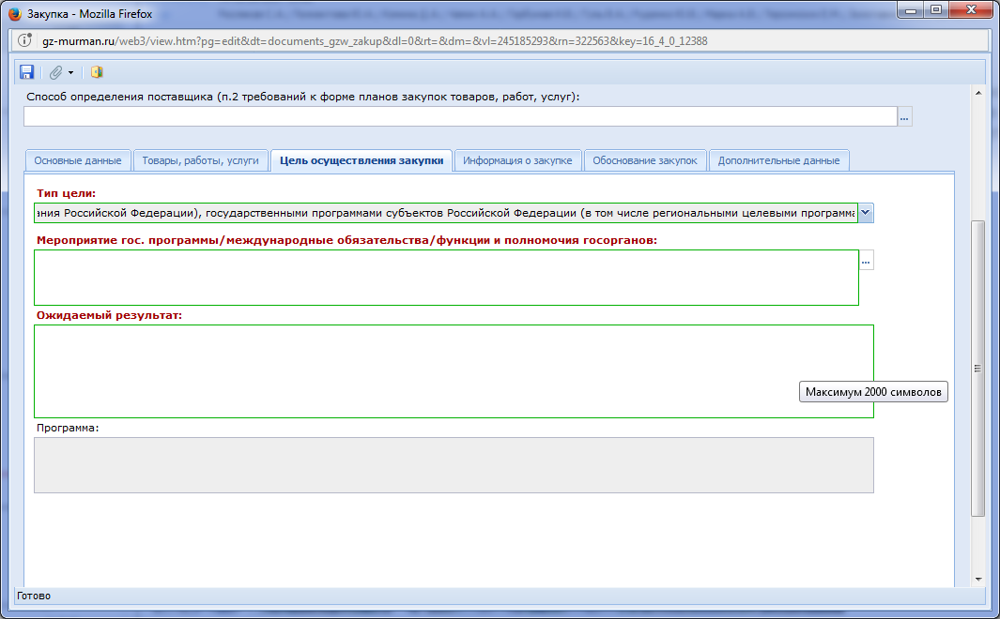 Закупка - Mozilla Firefox
gz-murman.ru/web3/view.htm?pg=edit&dt=documents_gzw_zakup&dl=0&rt=&dm=&vl=245185293&rn=322563&key=16_4_0_12388
Способ определения поставщика (п.2 требований к форме планов закупок товаров, работ, услуг):
...
Основные данные Товары, работы, услуги Цель осуществления закупки Информация о закупке Обоснование закупок Дополнительные данные
Тип цели:
ания Российской Федерации), государственными программами субъектов Российской Федерации (в том числе региональными целевыми программа
Мероприятие гос. программы/международные обязательства/функции и полномочия госорганов:
...
Ожидаемый результат:
Максимум 2000 символов
Программа:
Готово